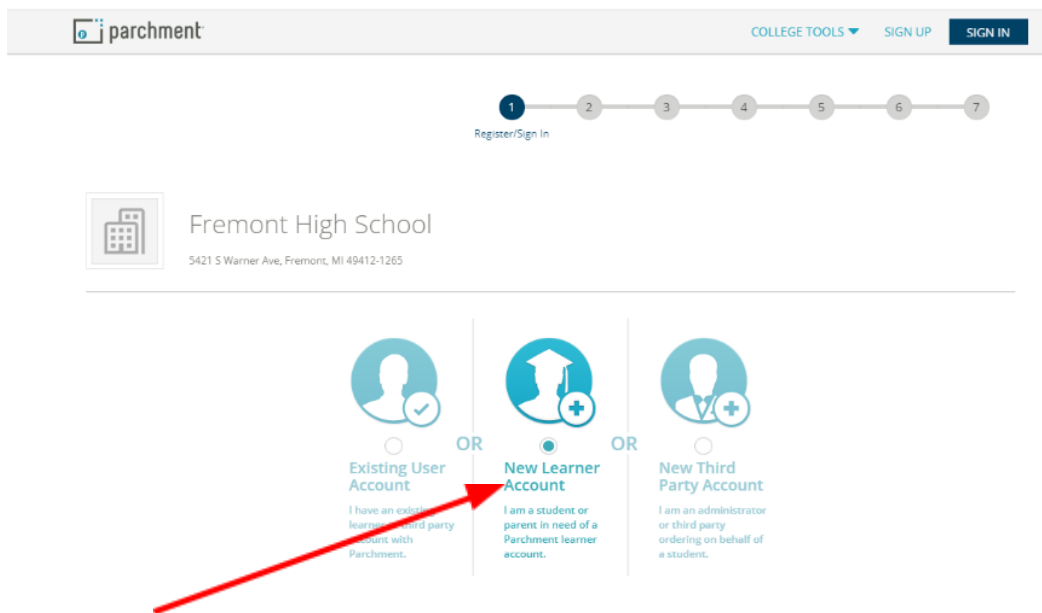 parchment
COLLEGE TOOLS SIGN UP SIGN IN
1 2 3 4 5 6 7
Register/Sign In
Fremont High School
5421 S Warner Ave, Fremont, MI 49412-1265
OR OR
Existing User
Account
I have an existing
learner or third party
account with
Parchment.
New Learner
Account
I am a student or
parent in need of a
Parchment learner
account.
New Third
Party Account
I am an administrator
or third party
ordering on behalf of
a student.